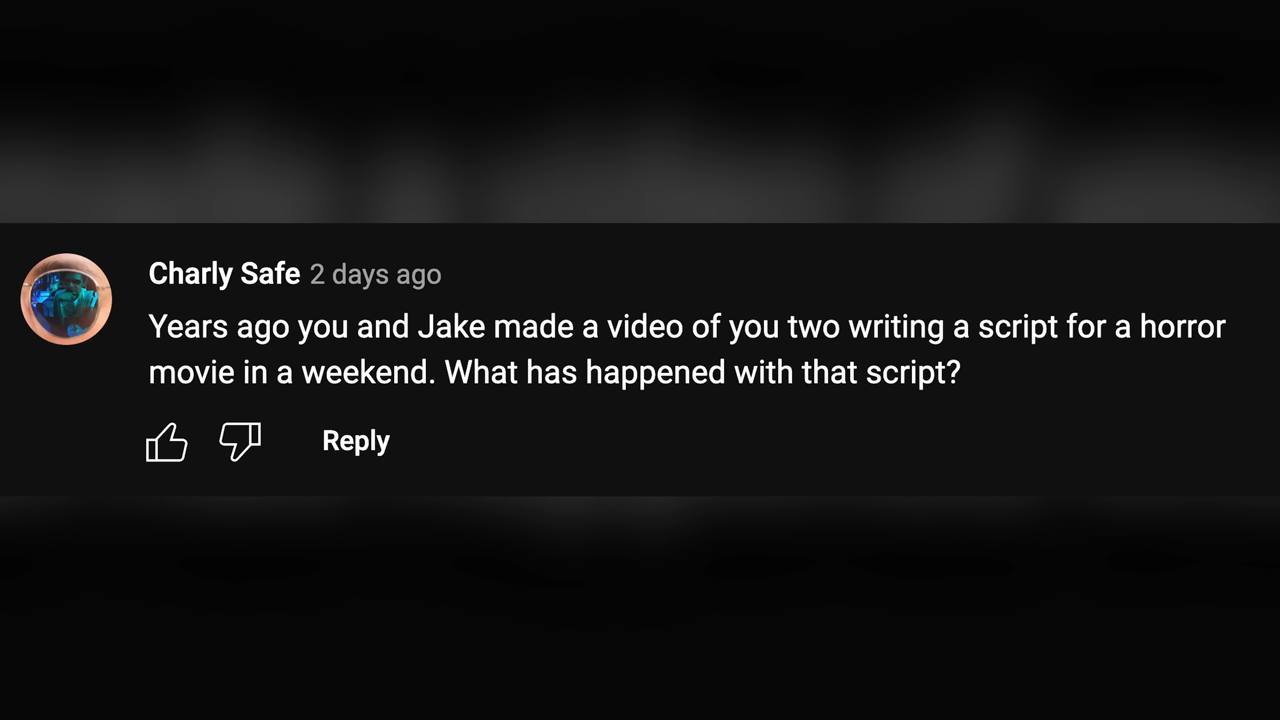 Charly Safe 2 days ago
Years ago you and Jake made a video of you two writing a script for a horror
movie in a weekend. What has happened with that script?
Reply